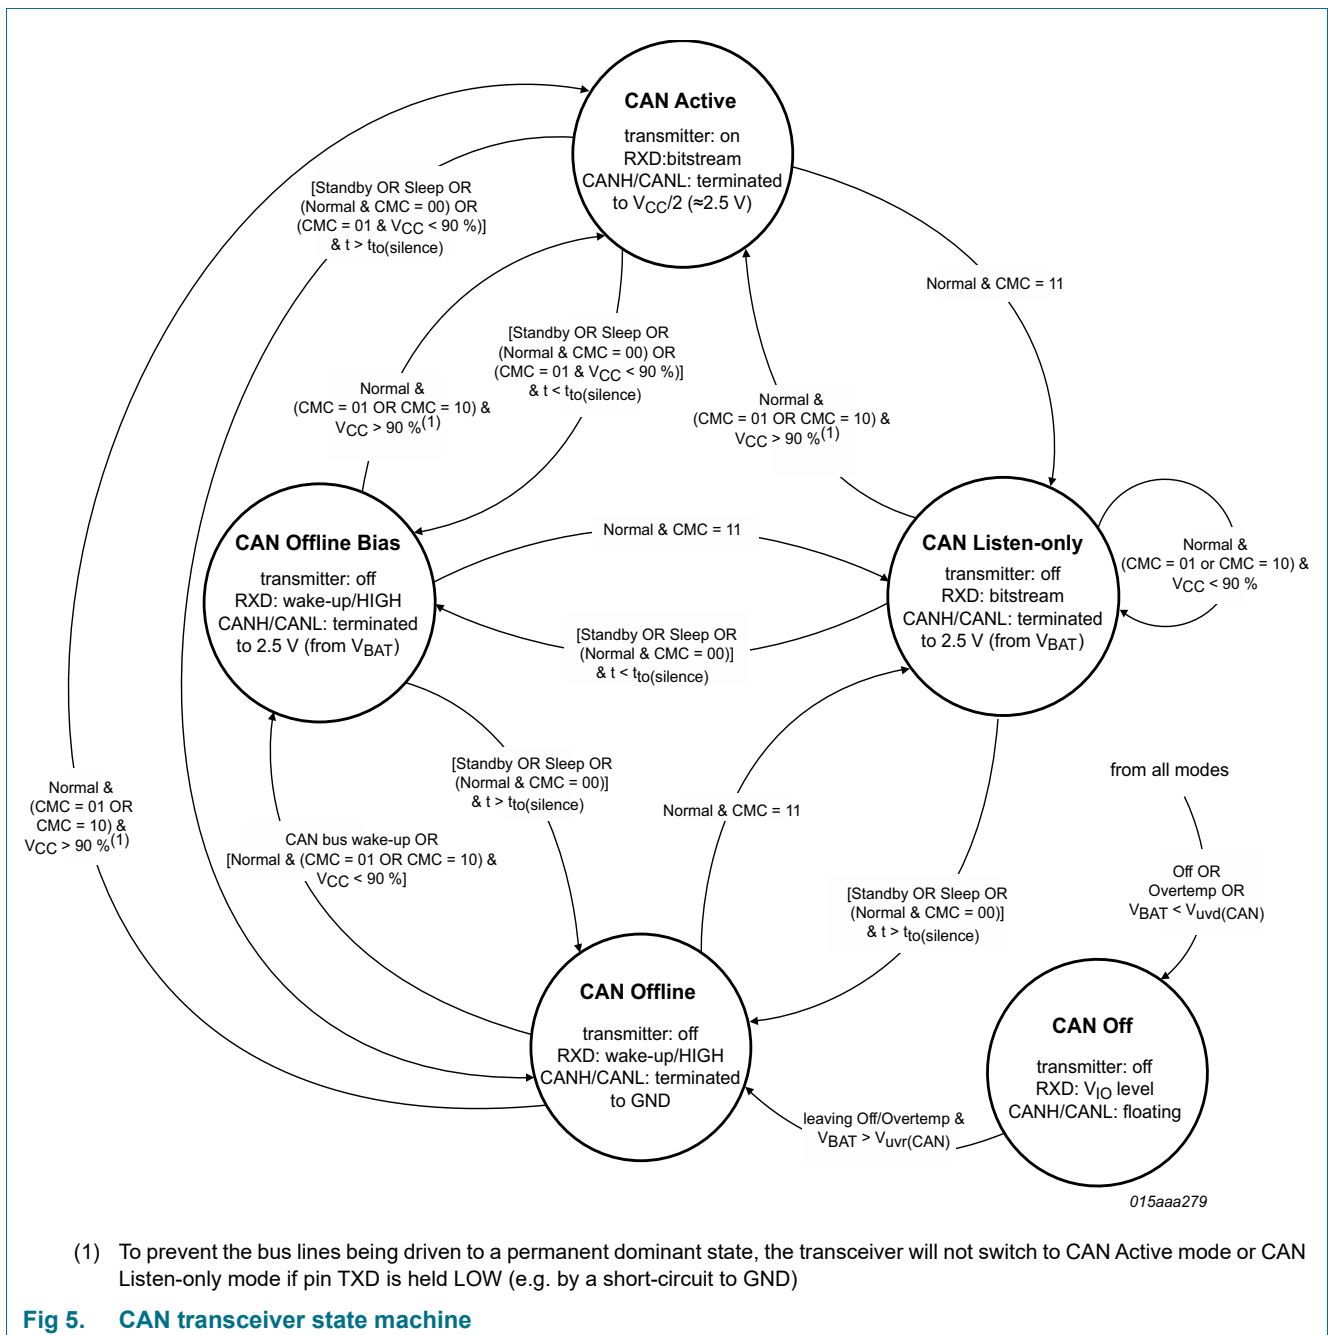 CAN Active
transmitter: on
RXD:bitstream
CANH/CANL: terminated
to VCC/2 (≈2.5 V)
[Standby OR Sleep OR
(Normal & CMC = 00) OR
(CMC = 01 & VCC < 90 %)]
& t > tto(silence)
Normal & CMC = 11
[Standby OR Sleep OR
(Normal & CMC = 00) OR
(CMC = 01 & VCC < 90 %)]
& t < tto(silence)
Normal &
(CMC = 01 OR CMC = 10) &
VCC > 90 %(1)
Normal &
(CMC = 01 OR CMC = 10) &
VCC > 90 %(1)
CAN Offline Bias
transmitter: off
RXD: wake-up/HIGH
CANH/CANL: terminated
to 2.5 V (from VBAT)
Normal & CMC = 11
CAN Listen-only
transmitter: off
RXD: bitstream
CANH/CANL: terminated
to 2.5 V (from VBAT)
Normal &
(CMC = 01 or CMC = 10) &
VCC < 90 %
[Standby OR Sleep OR
(Normal & CMC = 00)]
& t < tto(silence)
[Standby OR Sleep OR
(Normal & CMC = 00)]
& t > tto(silence)
from all modes
Normal &
(CMC = 01 OR
CMC = 10) &
VCC > 90 %(1)
Normal & CMC = 11
CAN bus wake-up OR
[Normal & (CMC = 01 OR CMC = 10) &
VCC < 90 %]
Off OR
Overtemp OR
VBAT < Vuvd(CAN)
[Standby OR Sleep OR
(Normal & CMC = 00)]
& t > tto(silence)
CAN Offline
transmitter: off
RXD: wake-up/HIGH
CANH/CANL: terminated
to GND
CAN Off
transmitter: off
RXD: VIO level
CANH/CANL: floating
leaving Off/Overtemp &
VBAT > Vuvr(CAN)
015aaa279
(1) To prevent the bus lines being driven to a permanent dominant state, the transceiver will not switch to CAN Active mode or CAN
Listen-only mode if pin TXD is held LOW (e.g. by a short-circuit to GND)
Fig 5. CAN transceiver state machine